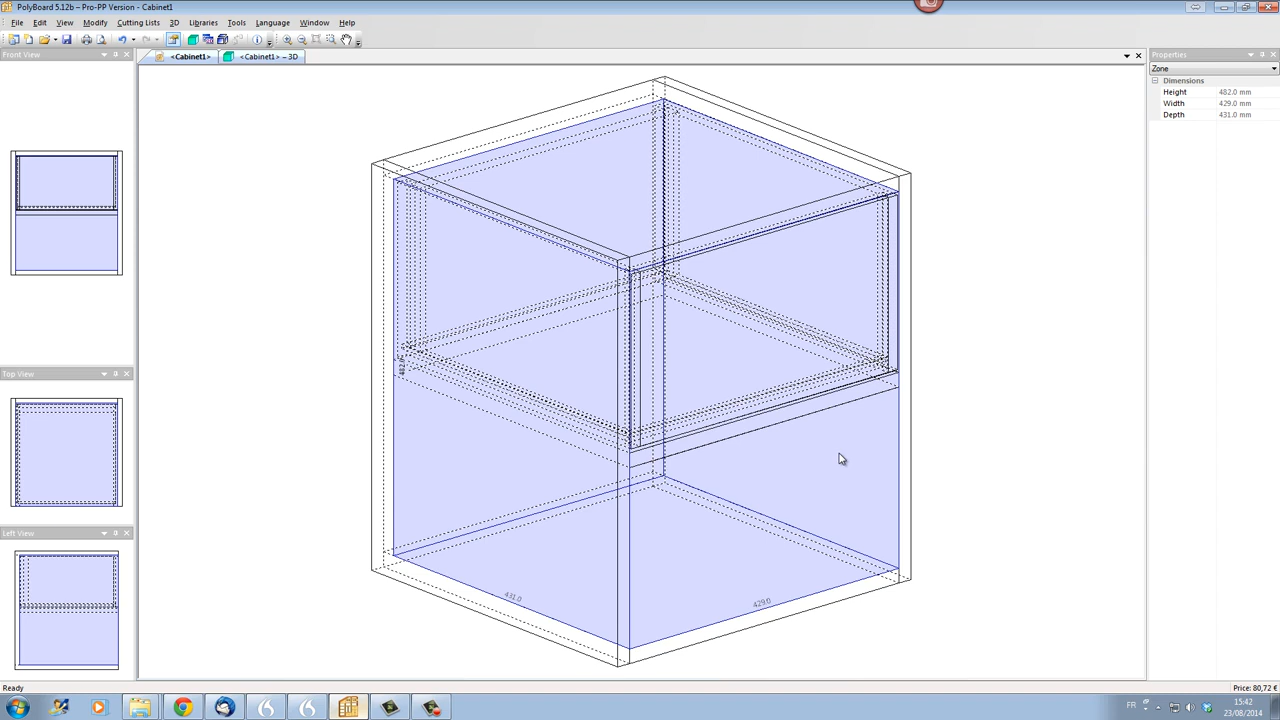 PolyBoard 5.12b - Pro-PP Version - Cabinet1
File Edit View Modify Cutting Lists 3D Libraries Tools Language Window Help
Front View
<Cabinet1>
<Cabinet1> – 3D
Properties
Zone
Dimensions
Height 482.0 mm
Width 429.0 mm
Depth 431.0 mm
Top View
Left View
431.0
429.0
Ready
Price: 80,72 €
FR
15:42
23/08/2014